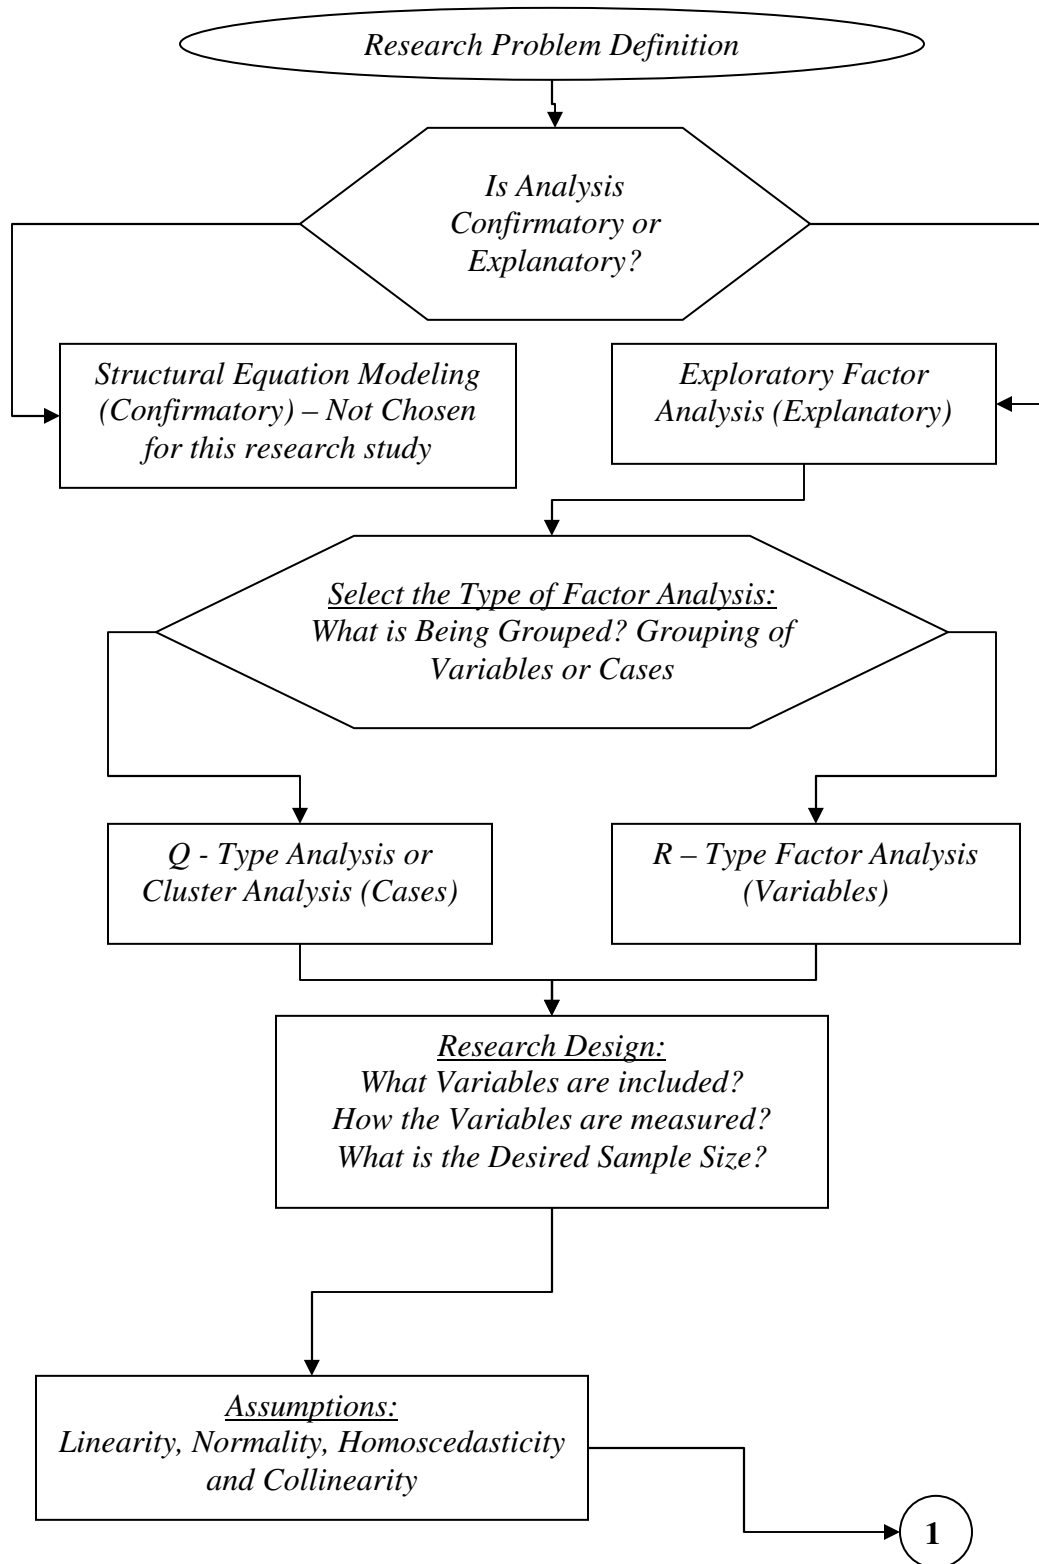 Research Problem Definition
Is Analysis
Confirmatory or
Explanatory?
Structural Equation Modeling
(Confirmatory) – Not Chosen
for this research study
Exploratory Factor
Analysis (Explanatory)
Select the Type of Factor Analysis:
What is Being Grouped? Grouping of
Variables or Cases
Q - Type Analysis or
Cluster Analysis (Cases)
R – Type Factor Analysis
(Variables)
Research Design:
What Variables are included?
How the Variables are measured?
What is the Desired Sample Size?
Assumptions:
Linearity, Normality, Homoscedasticity
and Collinearity
1